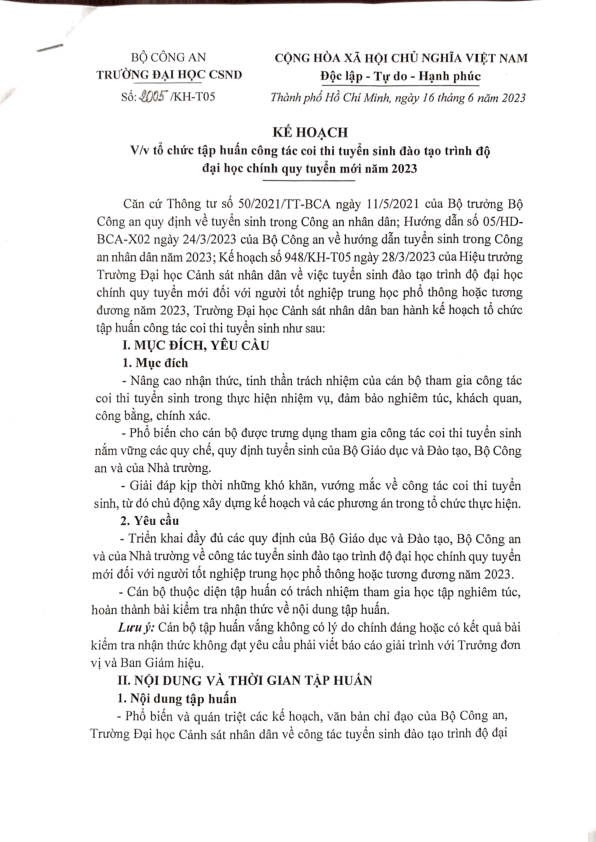 BỘ CÔNG AN
TRƯỜNG ĐẠI HỌC CSND
Số: 2005/KH-T05
CỘNG HÒA XÃ HỘI CHỦ NGHĨA VIỆT NAM
Độc lập - Tự do - Hạnh phúc
Thành phố Hồ Chí Minh, ngày 16 tháng 6 năm 2023
KẾ HOẠCH
V/v tổ chức tập huấn công tác coi thi tuyển sinh đào tạo trình độ
đại học chính quy tuyển mới năm 2023
Căn cứ Thông tư số 50/2021/TT-BCA ngày 11/5/2021 của Bộ trưởng Bộ
Công an quy định về tuyển sinh trong Công an nhân dân; Hướng dẫn số 05/HD-
BCA-X02 ngày 24/3/2023 của Bộ Công an về hướng dẫn tuyển sinh trong Công
an nhân dân năm 2023; Kế hoạch số 948/KH-T05 ngày 28/3/2023 của Hiệu trưởng
Trường Đại học Cảnh sát nhân dân về việc tuyển sinh đào tạo trình độ đại học
chính quy tuyển mới đối với người tốt nghiệp trung học phổ thông hoặc tương
đương năm 2023, Trường Đại học Cảnh sát nhân dân ban hành kế hoạch tổ chức
tập huấn công tác coi thi tuyển sinh như sau:
I. MỤC ĐÍCH, YÊU CẦU
1. Mục đích
- Nâng cao nhận thức, tinh thần trách nhiệm của cán bộ tham gia công tác
coi thi tuyển sinh trong thực hiện nhiệm vụ, đảm bảo nghiêm túc, khách quan,
công bằng, chính xác.
- Phổ biến cho cán bộ được trưng dụng tham gia công tác coi thi tuyển sinh
nắm vững các quy chế, quy định tuyển sinh của Bộ Giáo dục và Đào tạo, Bộ Công
an và của Nhà trường.
- Giải đáp kịp thời những khó khăn, vướng mắc về công tác coi thi tuyển
sinh, từ đó chủ động xây dựng kế hoạch và các phương án trong tổ chức thực hiện.
2. Yêu cầu
- Triển khai đầy đủ các quy định của Bộ Giáo dục và Đào tạo, Bộ Công an
và của Nhà trường về công tác tuyển sinh đào tạo trình độ đại học chính quy tuyển
mới đối với người tốt nghiệp trung học phổ thông hoặc tương đương năm 2023.
- Cán bộ thuộc diện tập huấn có trách nhiệm tham gia học tập nghiêm túc,
hoàn thành bài kiểm tra nhận thức về nội dung tập huấn.
Lưu ý: Cán bộ tập huấn vắng không có lý do chính đáng hoặc có kết quả bài
kiểm tra nhận thức không đạt yêu cầu phải viết báo cáo giải trình với Trưởng đơn
vị và Ban Giám hiệu.
II. NỘI DUNG VÀ THỜI GIAN TẬP HUẤN
1. Nội dung tập huấn
- Phổ biến và quán triệt các kế hoạch, văn bản chỉ đạo của Bộ Công an,
Trường Đại học Cảnh sát nhân dân về công tác tuyển sinh đào tạo trình độ đại